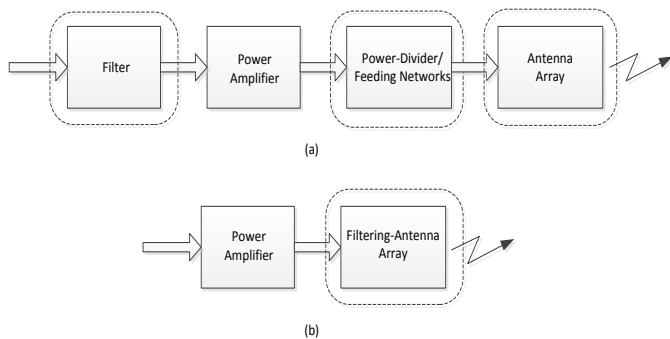 Filter
Power
Amplifier
Power-Divider/
Feeding Networks
Antenna
Array
(a)
Power
Amplifier
Filtering-Antenna
Array
(b)